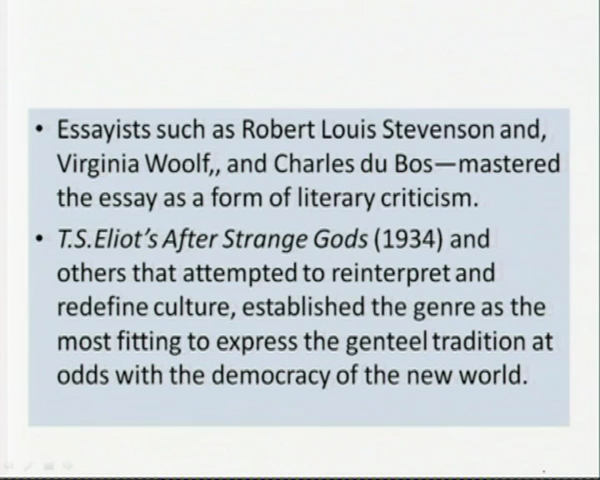 • Essayists such as Robert Louis Stevenson and,
Virginia Woolf,, and Charles du Bos—mastered
the essay as a form of literary criticism.
• T.S.Eliot's After Strange Gods (1934) and
others that attempted to reinterpret and
redefine culture, established the genre as the
most fitting to express the genteel tradition at
odds with the democracy of the new world.